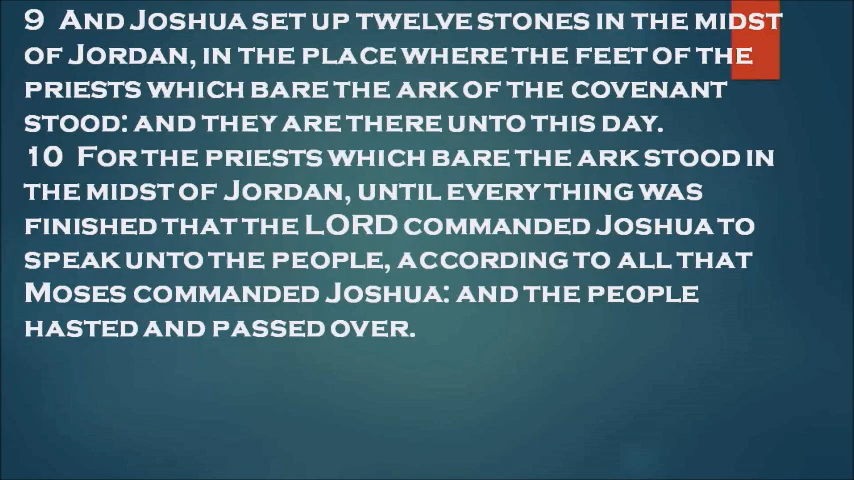 9 And Joshua set up twelve stones in the midst
of Jordan, in the place where the feet of the
priests which bare the ark of the covenant
stood: and they are there unto this day.
10 For the priests which bare the ark stood in
the midst of Jordan, until every thing was
finished that the LORD commanded Joshua to
speak unto the people, according to all that
Moses commanded Joshua: and the people
hasted and passed over.